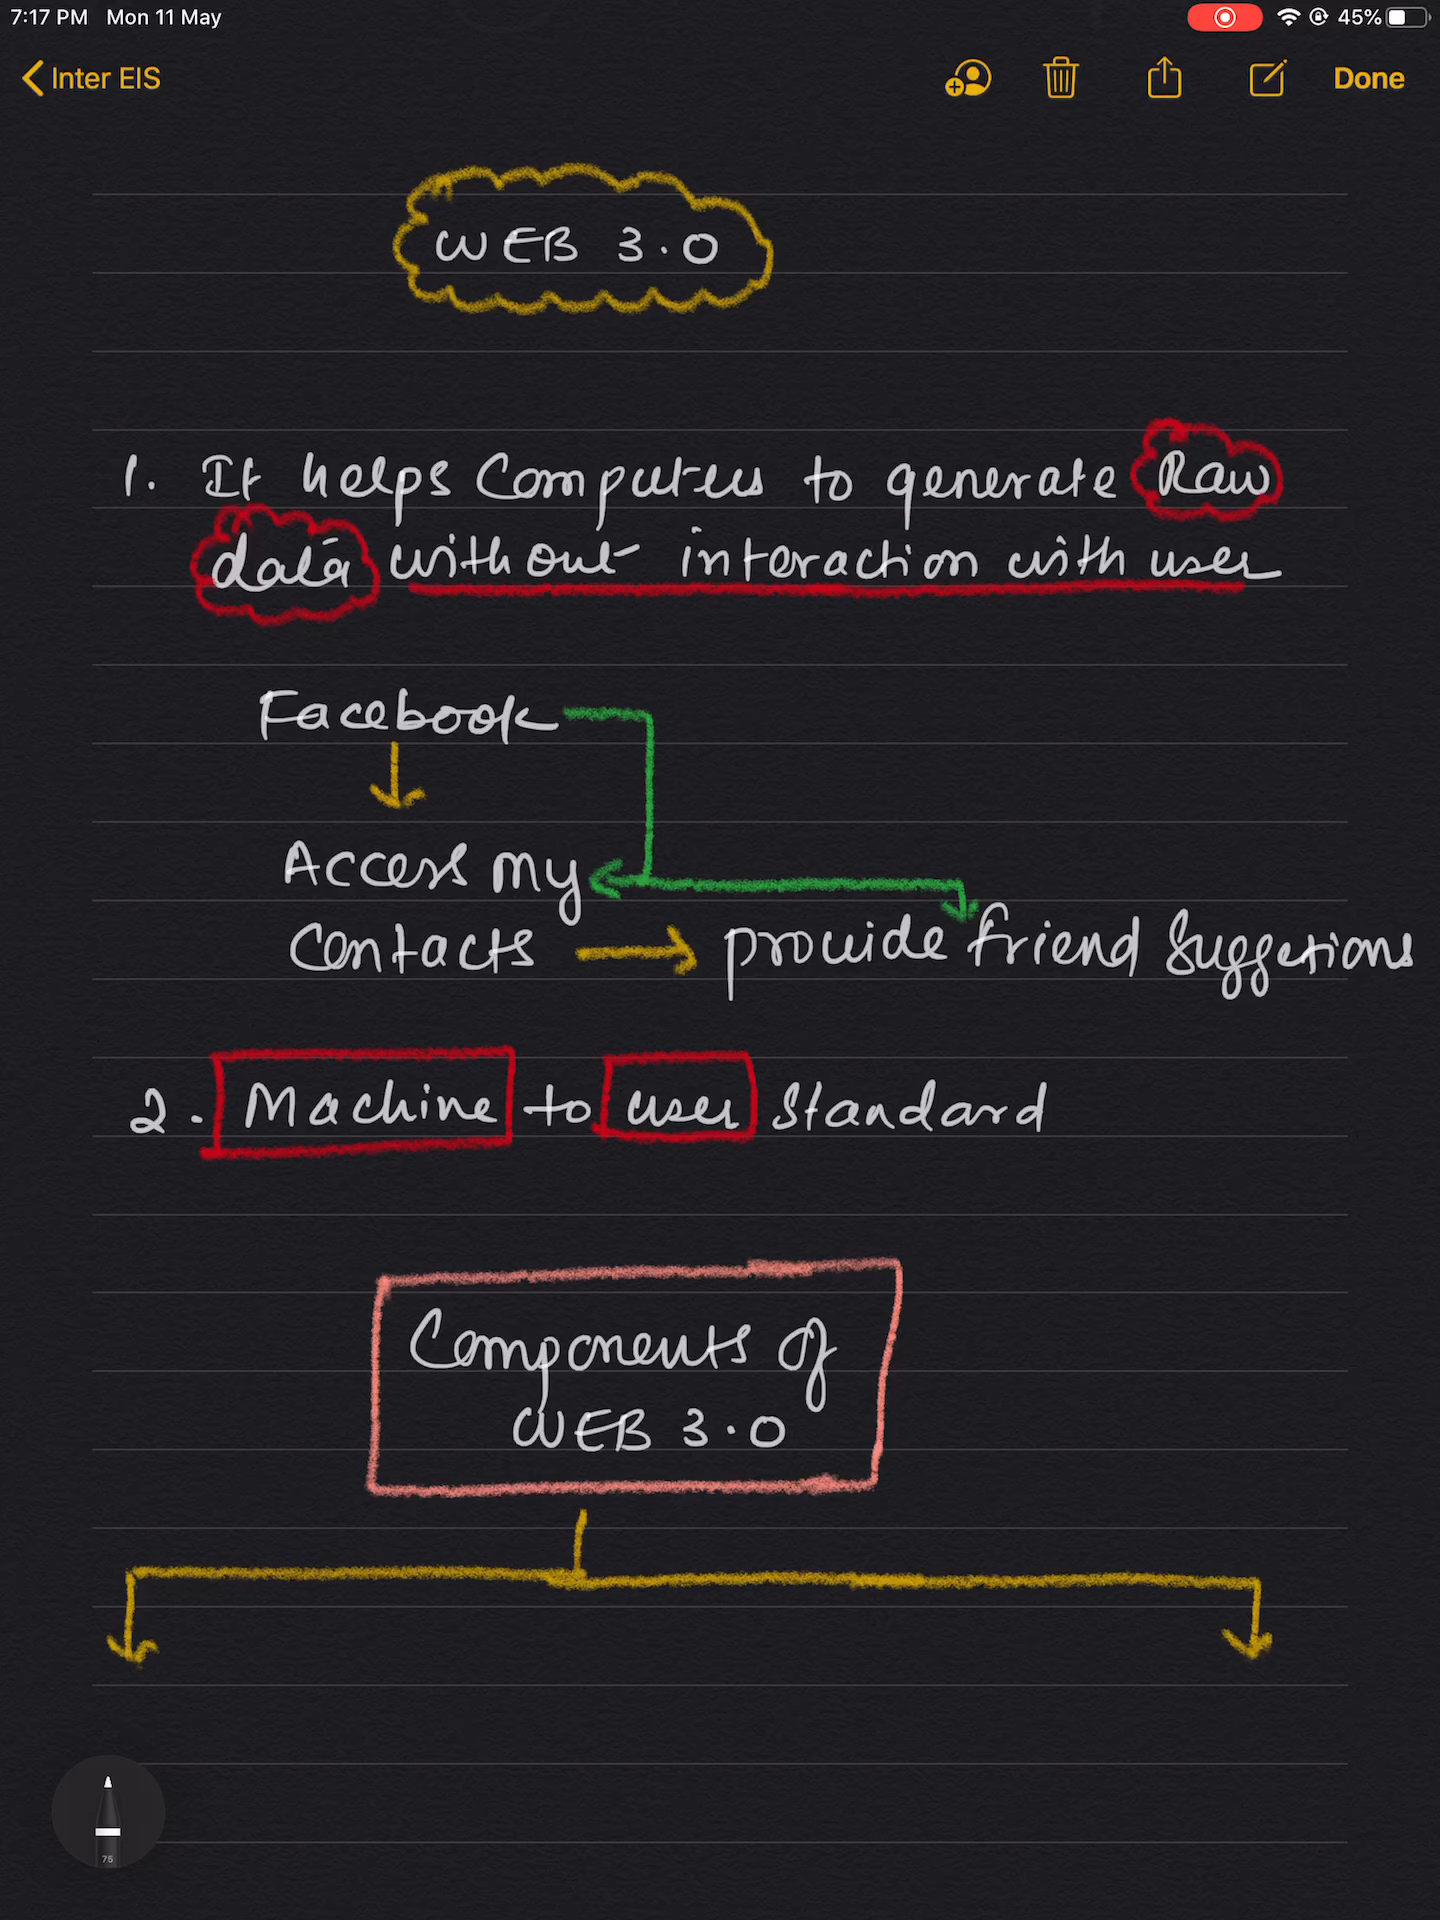 7:17 PM Mon 11 May 45%
Inter EIS Done
WEB 3.0
1. It helps Computers to generate Raw
data without interaction with user
Facebook
Access my
Contacts → provide friend Suggestions
2. Machine to user Standard
Components of
WEB 3.0
75